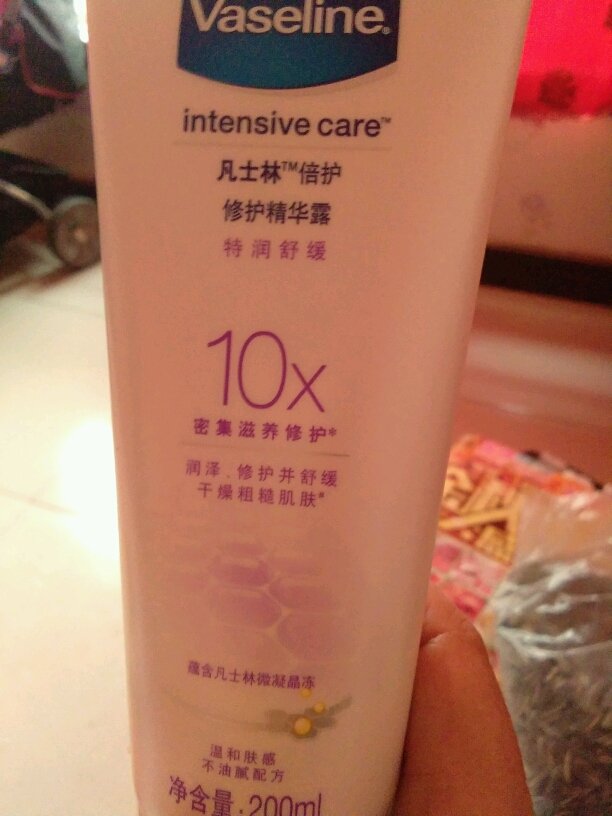 Vaseline®
intensive care™
凡士林™倍护
修护精华露
特润舒缓
10x
密集滋养修护*
润泽、修护并舒缓
干燥粗糙肌肤#
蕴含凡士林微凝晶冻
温和肤感
不油腻配方
净含量:200ml